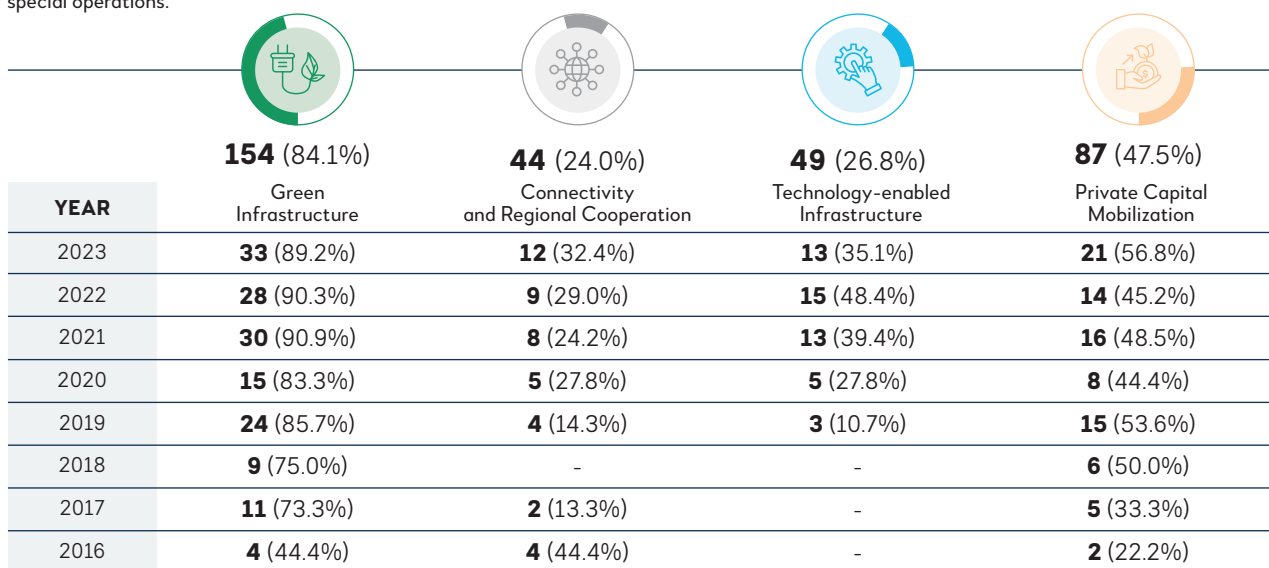 special operations.
154 (84.1%) 44 (24.0%) 49 (26.8%) 87 (47.5%)
YEAR
Green
Infrastructure
Connectivity
and Regional Cooperation
Technology-enabled
Infrastructure
Private Capital
Mobilization
2023 33 (89.2%) 12 (32.4%) 13 (35.1%) 21 (56.8%)
2022 28 (90.3%) 9 (29.0%) 15 (48.4%) 14 (45.2%)
2021 30 (90.9%) 8 (24.2%) 13 (39.4%) 16 (48.5%)
2020 15 (83.3%) 5 (27.8%) 5 (27.8%) 8 (44.4%)
2019 24 (85.7%) 4 (14.3%) 3 (10.7%) 15 (53.6%)
2018 9 (75.0%) - - 6 (50.0%)
2017 11 (73.3%) 2 (13.3%) - 5 (33.3%)
2016 4 (44.4%) 4 (44.4%) - 2 (22.2%)